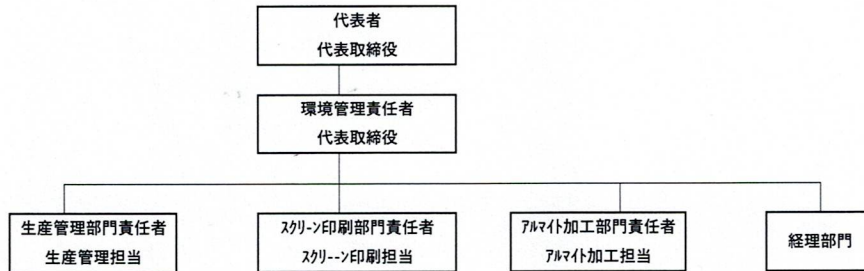 代表者
代表取締役
環境管理責任者
代表取締役
生産管理部門責任者
生産管理担当
スクリーン印刷部門責任者
スクリーーン印刷担当
アルマイト加工部門責任者
アルマイト加工担当
経理部門